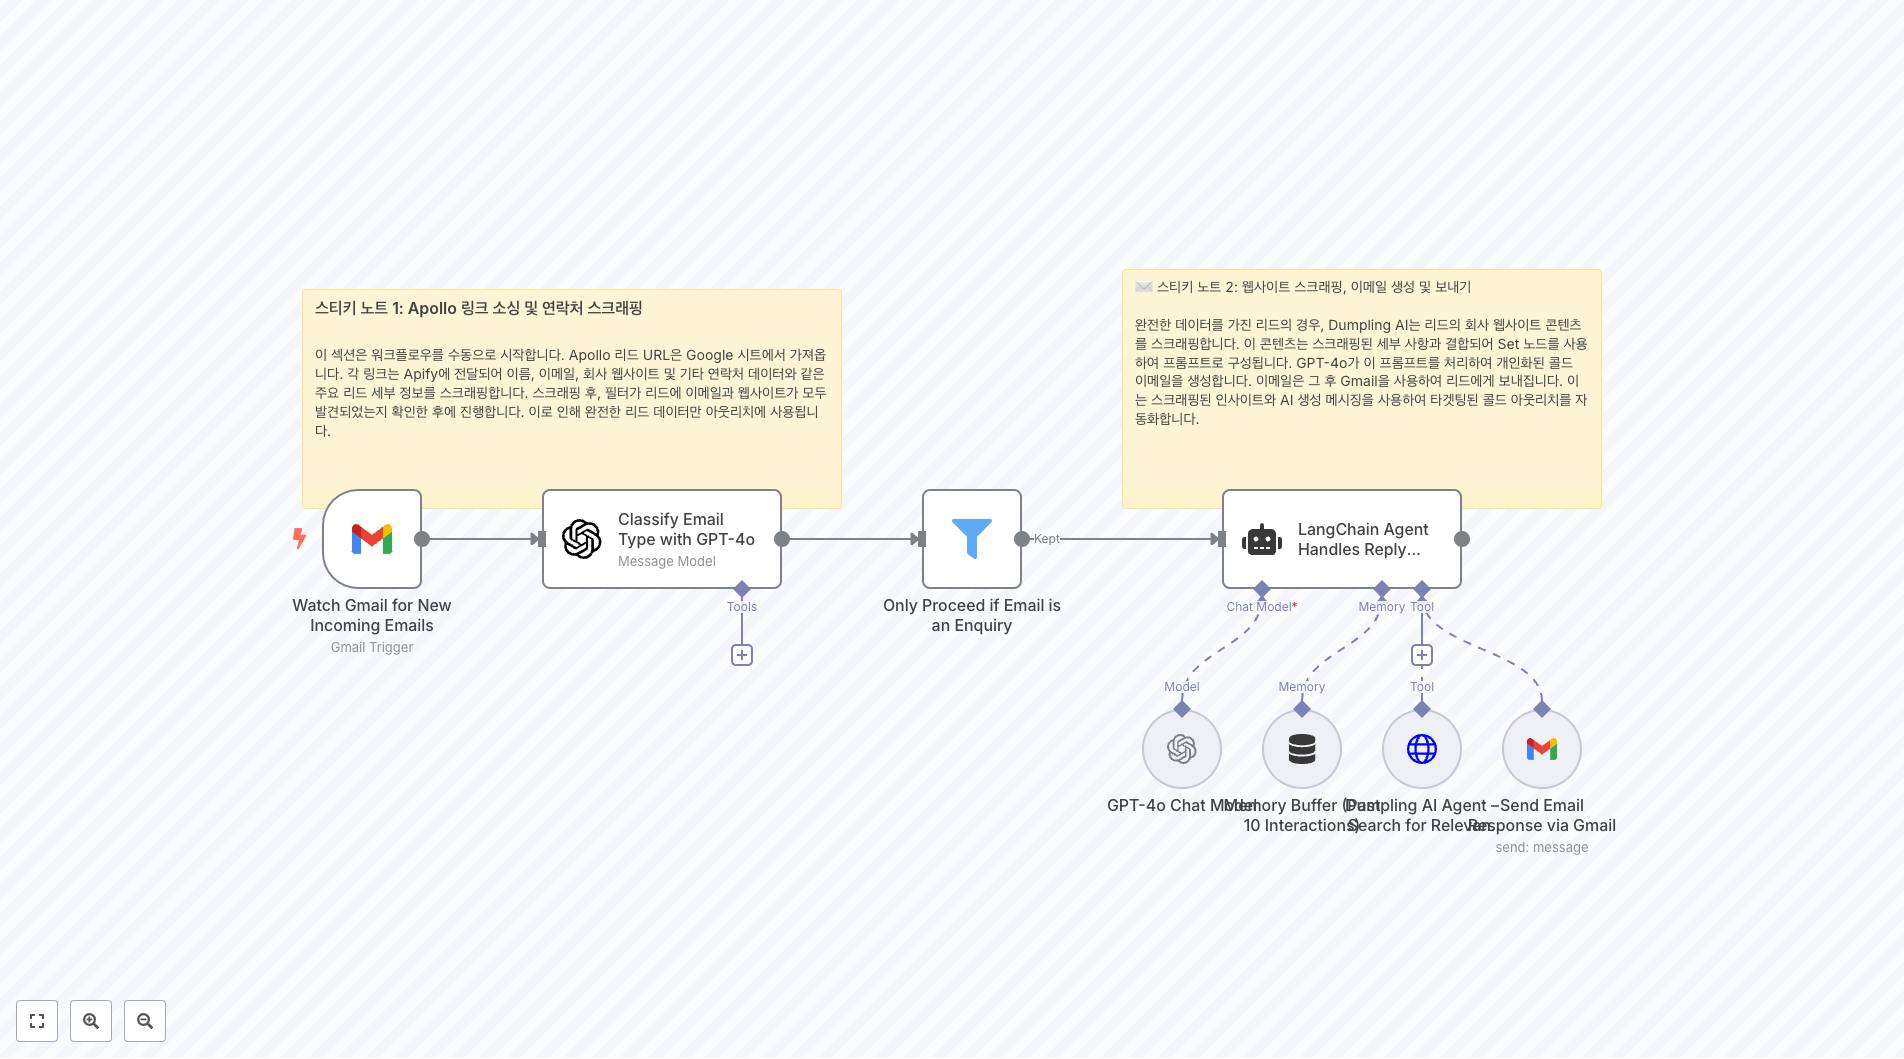 스티키 노트 1: Apollo 링크 소싱 및 연락처 스크래핑
이 섹션은 워크플로우를 수동으로 시작합니다. Apollo 리드 URL은 Google 시트에서 가져옵
니다. 각 링크는 Apify에 전달되어 이름, 이메일, 회사 웹사이트 및 기타 연락처 데이터와 같은
주요 리드 세부 정보를 스크래핑합니다. 스크래핑 후, 필터가 리드에 이메일과 웹사이트가 모두
발견되었는지 확인한 후에 진행합니다. 이로 인해 완전한 리드 데이터만 아웃리치에 사용됩니
다.
✉️ 스티키 노트 2: 웹사이트 스크래핑, 이메일 생성 및 보내기
완전한 데이터를 가진 리드의 경우, Dumpling AI는 리드의 회사 웹사이트 콘텐츠
를 스크래핑합니다. 이 콘텐츠는 스크래핑된 세부 사항과 결합되어 Set 노드를 사용
하여 프롬프트로 구성됩니다. GPT-4o가 이 프롬프트를 처리하여 개인화된 콜드
이메일을 생성합니다. 이메일은 그 후 Gmail을 사용하여 리드에게 보내집니다. 이
는 스크래핑된 인사이트와 AI 생성 메시징을 사용하여 타겟팅된 콜드 아웃리치를 자
동화합니다.
Watch Gmail for New
Incoming Emails
Gmail Trigger
Classify Email
Type with GPT-4o
Message Model
Tools
Only Proceed if Email is
an Enquiry
Kept
LangChain Agent
Handles Reply...
Chat Model*
Memory
Tool
Model
Memory
Tool
GPT-4o Chat Model
Memory Buffer (Past
10 Interactions)
Dumpling AI Agent –
Search for Relevan
Send Email
Response via Gmail
send: message